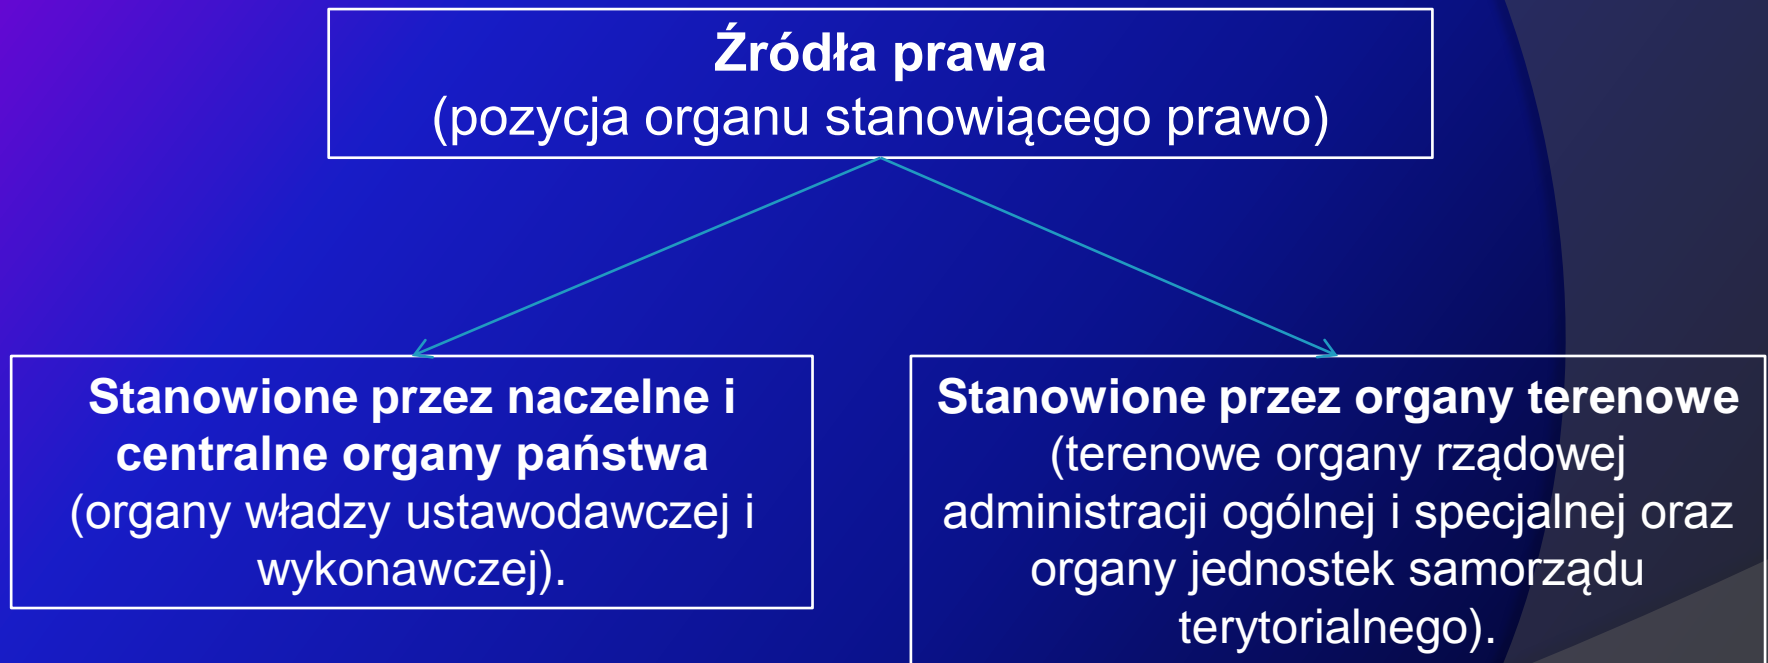 Źródła prawa
(pozycja organu stanowiącego prawo)
Stanowione przez naczelne i
centralne organy państwa
(organy władzy ustawodawczej i
wykonawczej).
Stanowione przez organy terenowe
(terenowe organy rządowej
administracji ogólnej i specjalnej oraz
organy jednostek samorządu
terytorialnego).